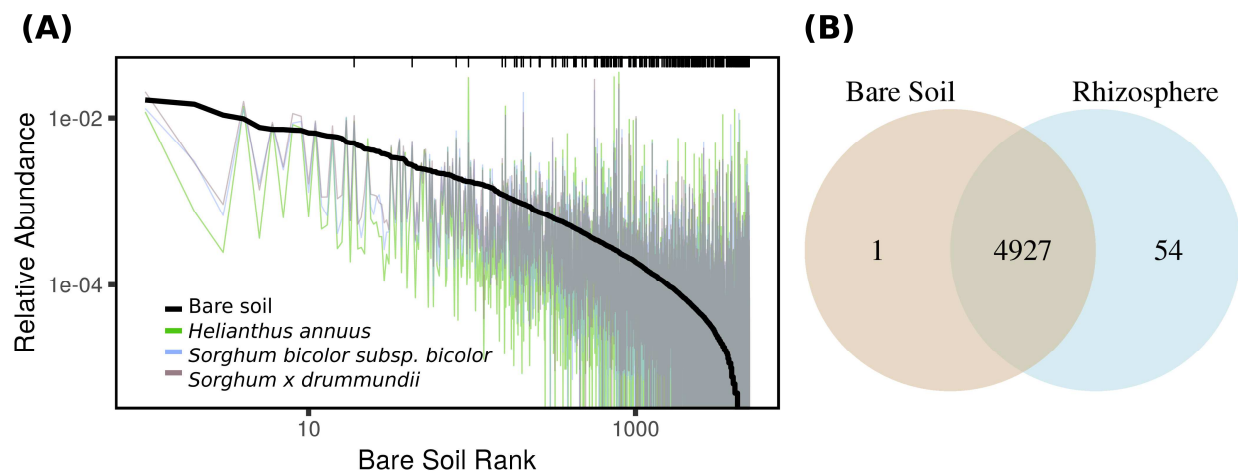 (A)
Relative Abundance
1e-02
1e-04
Bare soil
Helianthus annuus
Sorghum bicolor subsp. bicolor
Sorghum x drummundii
10
1000
Bare Soil Rank
(B)
Bare Soil
Rhizosphere
1
4927
54